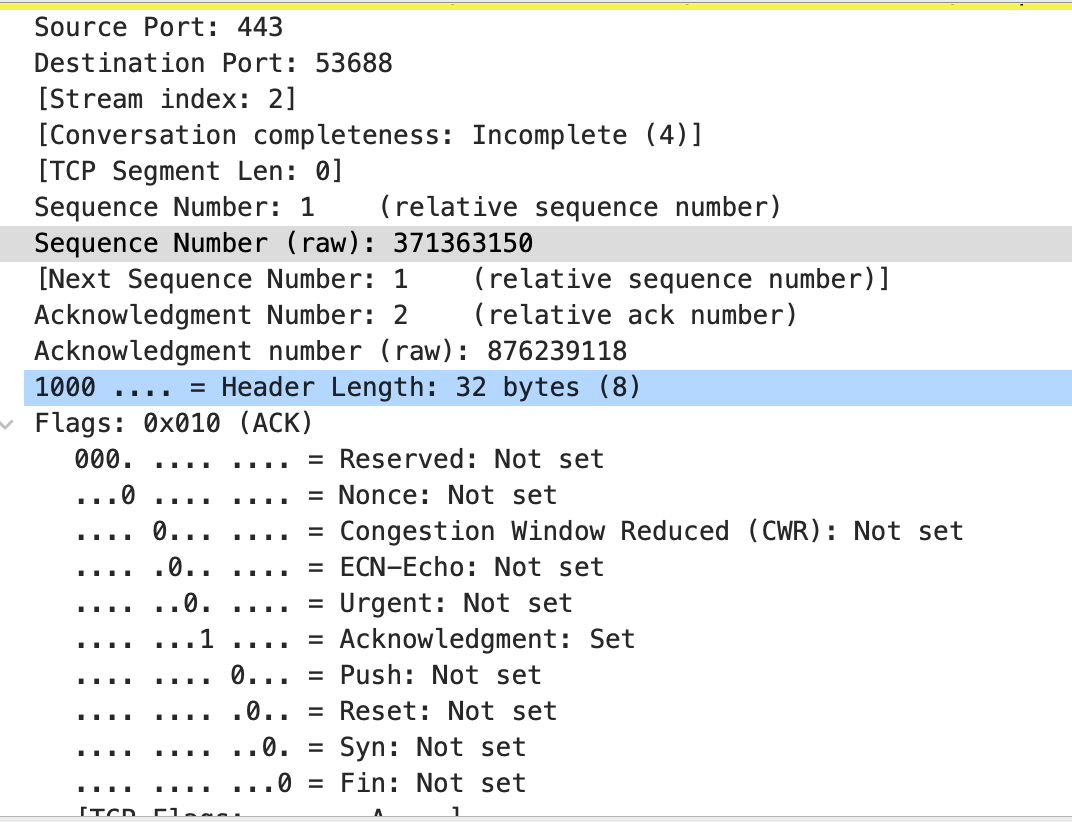 Source Port: 443
Destination Port: 53688
[Stream index: 2]
[Conversation completeness: Incomplete (4)]
[TCP Segment Len: 0]
Sequence Number: 1    (relative sequence number)
Sequence Number (raw): 371363150
[Next Sequence Number: 1    (relative sequence number)]
Acknowledgment Number: 2    (relative ack number)
Acknowledgment number (raw): 876239118
1000 .... = Header Length: 32 bytes (8)
Flags: 0x010 (ACK)
000. .... .... = Reserved: Not set
...0 .... .... = Nonce: Not set
.... 0... .... = Congestion Window Reduced (CWR): Not set
.... .0.. .... = ECN-Echo: Not set
.... ..0. .... = Urgent: Not set
.... ...1 .... = Acknowledgment: Set
.... .... 0... = Push: Not set
.... .... .0.. = Reset: Not set
.... .... ..0. = Syn: Not set
.... .... ...0 = Fin: Not set